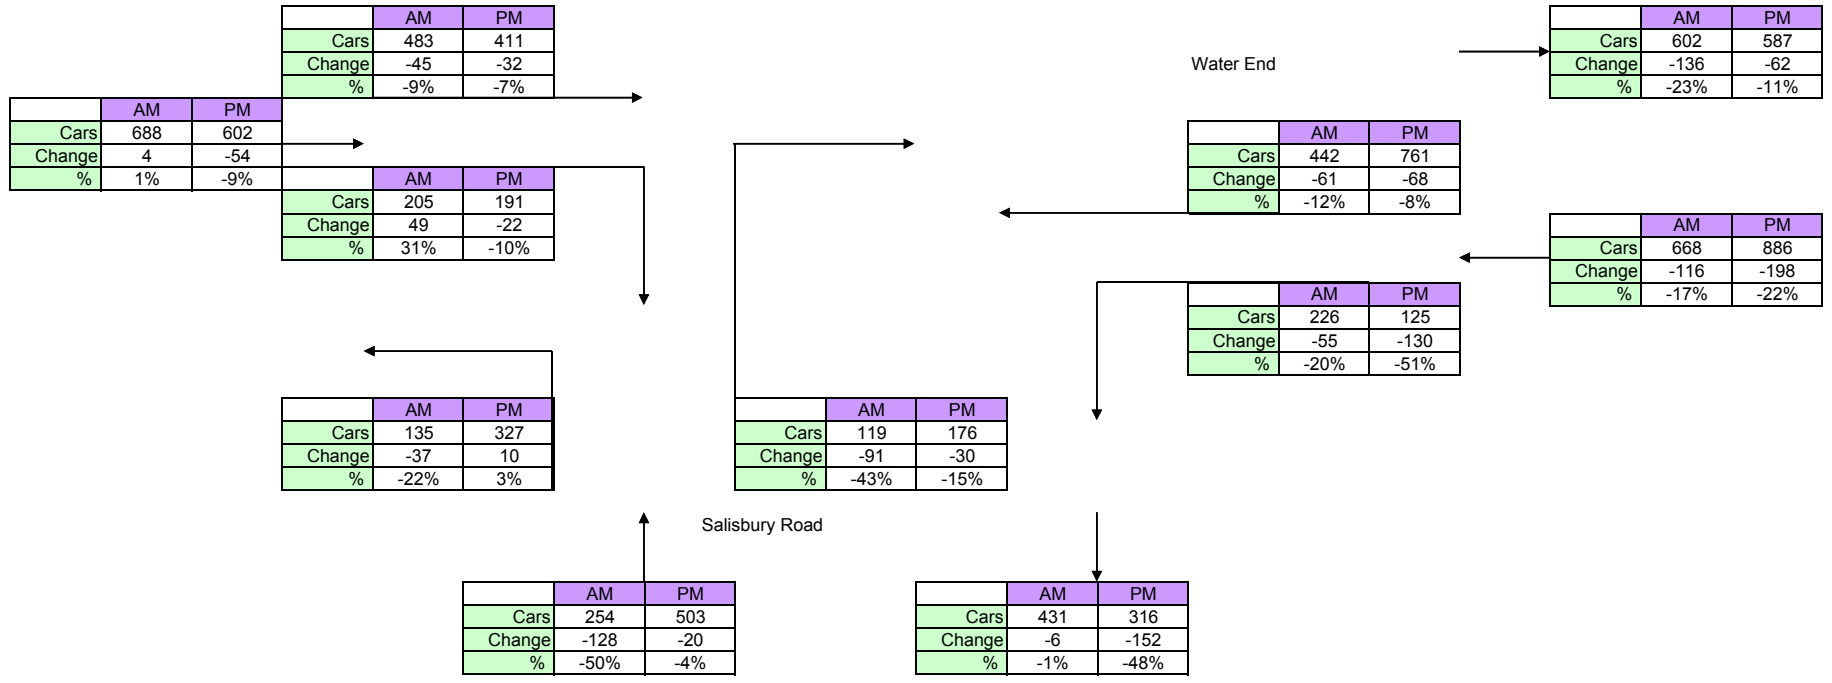 AM PM
Cars 483 411
Change -45 -32
% -9% -7%
AM PM
Cars 602 587
Change -136 -62
% -23% -11%
Water End
AM PM
Cars 688 602
Change 4 -54
% 1% -9%
AM PM
Cars 442 761
Change -61 -68
% -12% -8%
AM PM
Cars 205 191
Change 49 -22
% 31% -10%
AM PM
Cars 668 886
Change -116 -198
% -17% -22%
AM PM
Cars 226 125
Change -55 -130
% -20% -51%
AM PM
Cars 135 327
Change -37 10
% -22% 3%
AM PM
Cars 119 176
Change -91 -30
% -43% -15%
Salisbury Road
AM PM
Cars 254 503
Change -128 -20
% -50% -4%
AM PM
Cars 431 316
Change -6 -152
% -1% -48%